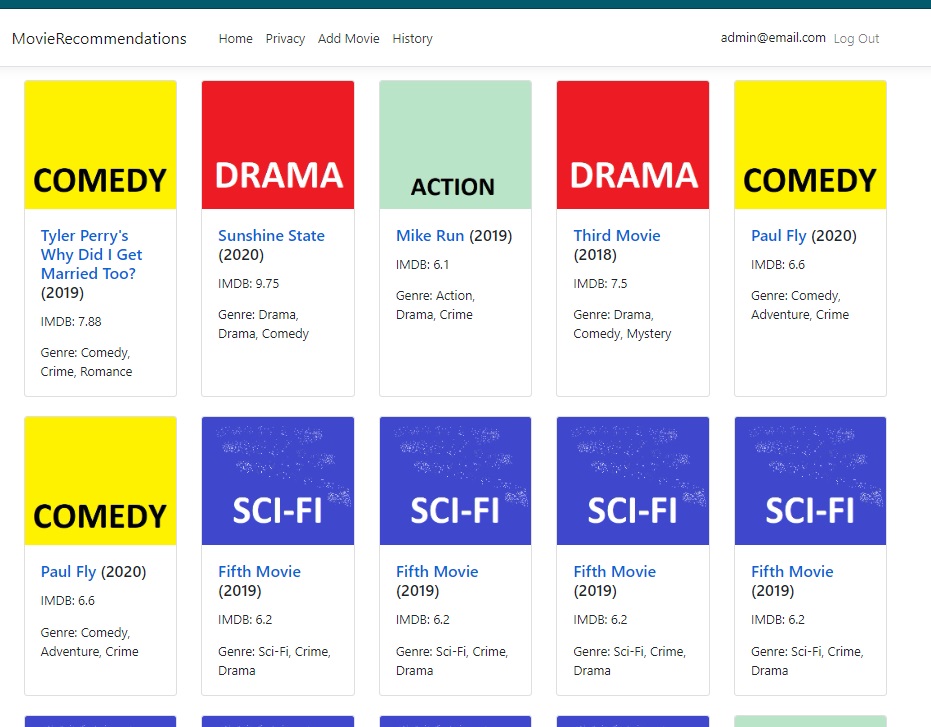 MovieRecommendations Home Privacy Add Movie History admin@email.com Log Out
COMEDY
Tyler Perry's
Why Did I Get
Married Too?
(2019)
IMDB: 7.88
Genre: Comedy,
Crime, Romance
DRAMA
Sunshine State
(2020)
IMDB: 9.75
Genre: Drama,
Drama, Comedy
ACTION
Mike Run (2019)
IMDB: 6.1
Genre: Action,
Drama, Crime
DRAMA
Third Movie
(2018)
IMDB: 7.5
Genre: Drama,
Comedy, Mystery
COMEDY
Paul Fly (2020)
IMDB: 6.6
Genre: Comedy,
Adventure, Crime
COMEDY
Paul Fly (2020)
IMDB: 6.6
Genre: Comedy,
Adventure, Crime
SCI-FI
Fifth Movie
(2019)
IMDB: 6.2
Genre: Sci-Fi, Crime,
Drama
SCI-FI
Fifth Movie
(2019)
IMDB: 6.2
Genre: Sci-Fi, Crime,
Drama
SCI-FI
Fifth Movie
(2019)
IMDB: 6.2
Genre: Sci-Fi, Crime,
Drama
SCI-FI
Fifth Movie
(2019)
IMDB: 6.2
Genre: Sci-Fi, Crime,
Drama